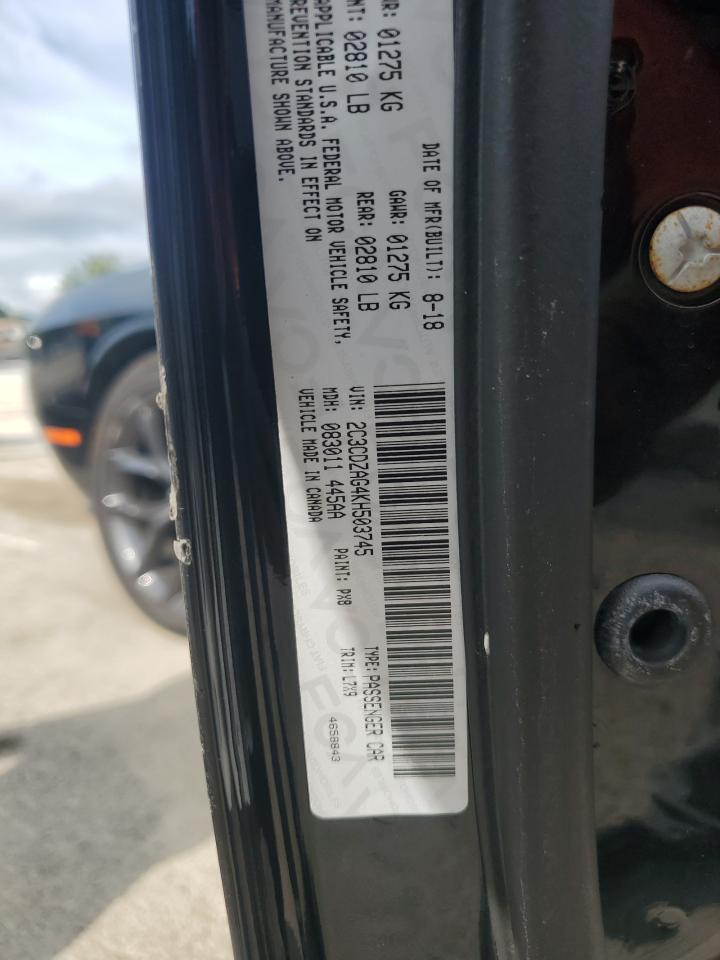 DATE OF MFR(BUILT): 8-18
01275 KG GAWR: 01275 KG
02810 LB REAR: 02810 LB
APPLICABLE U.S.A. FEDERAL MOTOR VEHICLE SAFETY,
PREVENTION STANDARDS IN EFFECT ON
MANUFACTURE SHOWN ABOVE.
VIN: 2C3CDZAG4KH503745 TYPE: PASSENGER CAR
MDH: 083011 445AA PAINT: PX8 TRIM: L7X9
VEHICLE MADE IN CANADA 4658843